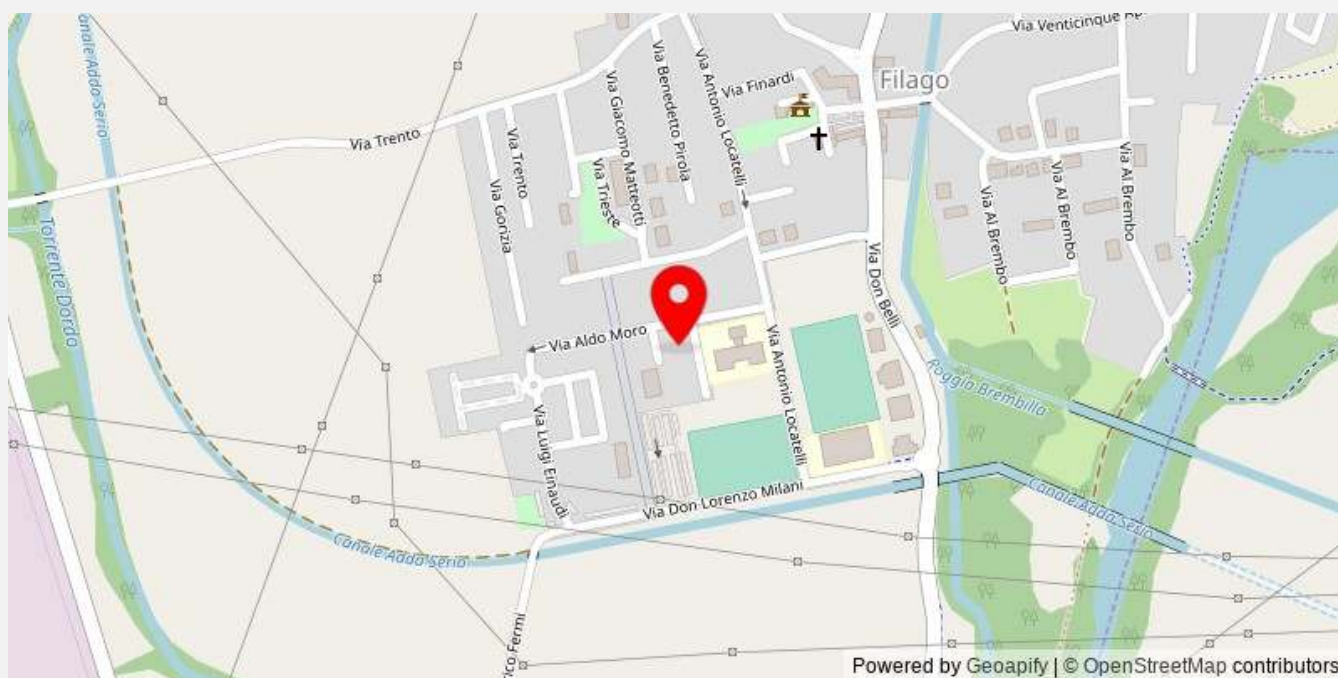 Canale Adda Serio
Via Venticinque Ap
Via Finardi
Filago
Via Benedetto Pirola
Via Antonio Locatelli
Via Giacomo Matteotti
Via Trento
Via Trento
Via Trieste
Via Gorizia
Via Al Brembo
Via Al Brembo
Via Al Brembo
Torrente Dordo
Via Don Belli
Via Aldo Moro
Via Antonio Locatelli
Roggia Brembilla
Via Luigi Einaudi
Via Don Lorenzo Milani
Canale Adda Serio
Canale Adda Serio
ico Fermi
Powered by Geoapify | © OpenStreetMap contributors